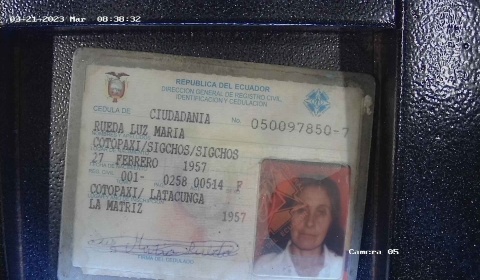 03-21-2023 Mar 08:38:32
REPÚBLICA DEL ECUADOR
DIRECCIÓN GENERAL DE REGISTRO CIVIL
IDENTIFICACIÓN Y CEDULACIÓN
CEDULA DE CIUDADANIA No. 050097850-7
RUEDA LUZ MARIA
COTOPAXI/SIGCHOS/SIGCHOS
27 FEBRERO 1957
001- 0258 00514 F
COTOPAXI/ LATACUNGA
LA MATRIZ 1957
FIRMA DEL CEDULADO
Camera 05